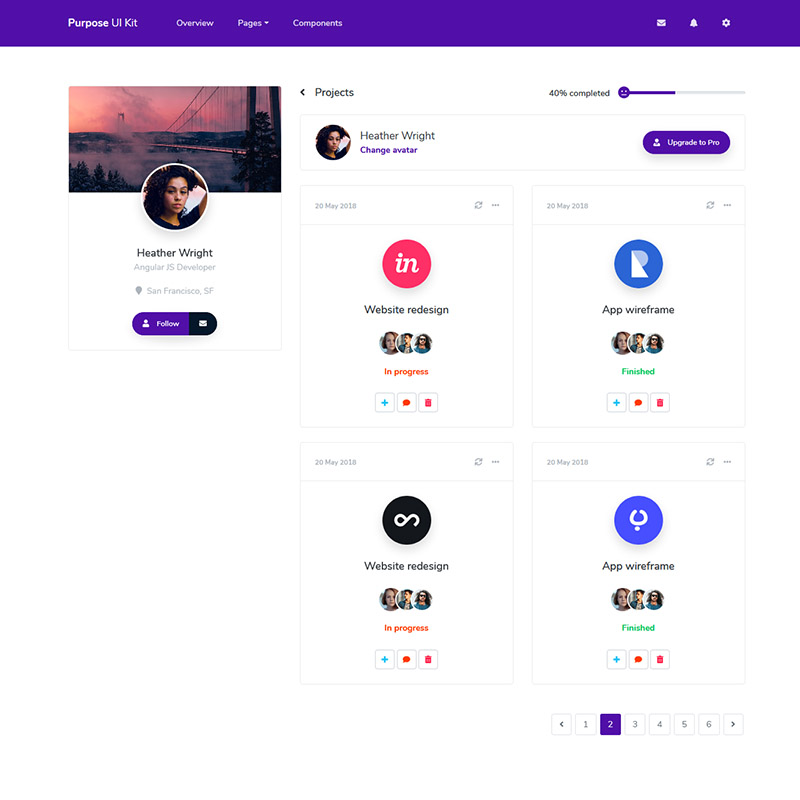 Purpose UI Kit
Overview
Pages
Components
Projects
40% completed
Heather Wright
Change avatar
Upgrade to Pro
Heather Wright
Angular JS Developer
San Francisco, SF
Follow
20 May 2018
in
Website redesign
In progress
20 May 2018
App wireframe
Finished
20 May 2018
Website redesign
In progress
20 May 2018
App wireframe
Finished
1 2 3 4 5 6